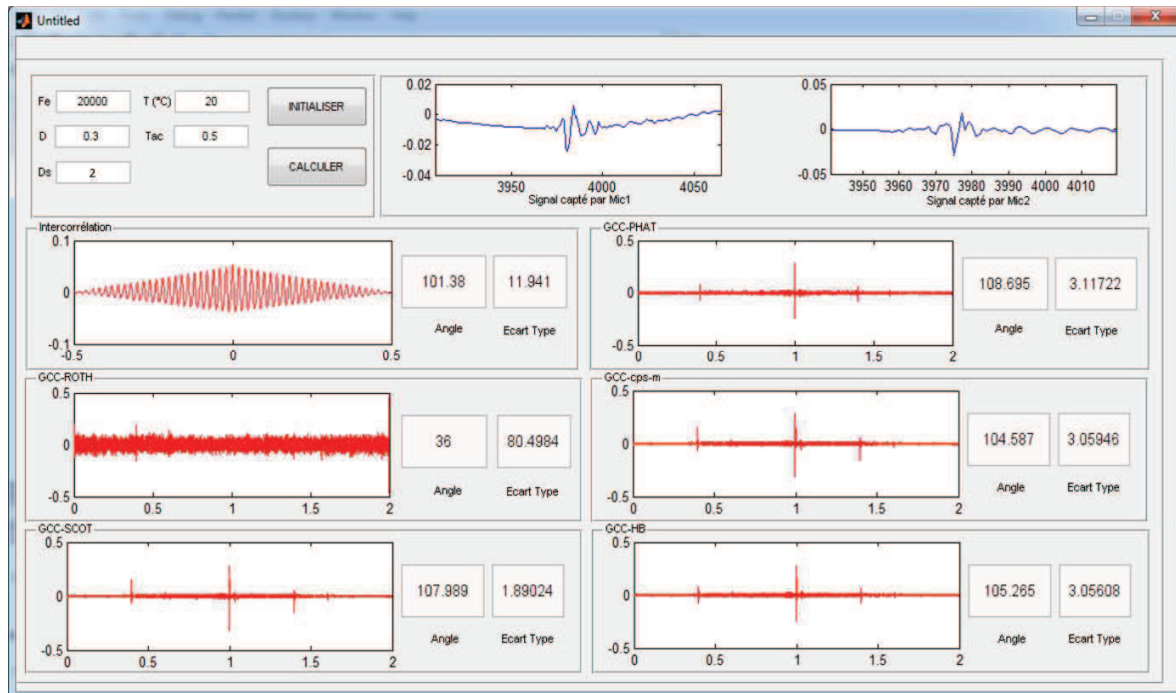 Untitled
Fe 20000 T (°C) 20 INITIALISER
D 0.3 Tac 0.5
Ds 2 CALCULER
0.02
0
-0.02
-0.04
3950 4000 4050
Signal capté par Mic1
0.05
0
-0.05
3950 3960 3970 3980 3990 4000 4010
Signal capté par Mic2
Intercorrélation
0.1
0
-0.1
-0.5 0 0.5
101.38 11.941
Angle Ecart Type
GCC-PHAT
0.5
0
-0.5
0 0.5 1 1.5 2
108.695 3.11722
Angle Ecart Type
GCC-ROTH
0.5
0
-0.5
0 0.5 1 1.5 2
36 80.4984
Angle Ecart Type
GCC-cps-m
0.5
0
-0.5
0 0.5 1 1.5 2
104.587 3.05946
Angle Ecart Type
GCC-SCOT
0.5
0
-0.5
0 0.5 1 1.5 2
107.989 1.89024
Angle Ecart Type
GCC-HB
0.5
0
-0.5
0 0.5 1 1.5 2
105.265 3.05608
Angle Ecart Type